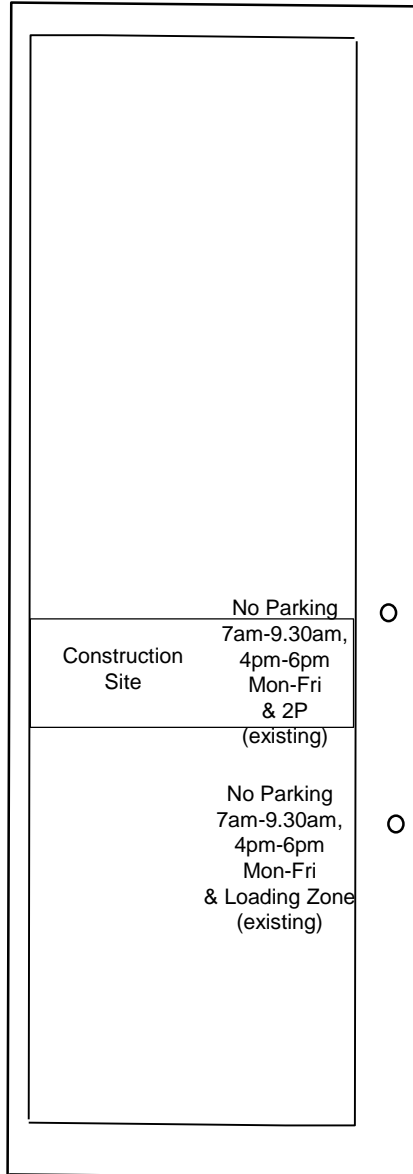 No Parking
7am-9.30am,
4pm-6pm
Mon-Fri
& 2P
(existing)
Construction
Site
No Parking
7am-9.30am,
4pm-6pm
Mon-Fri
& Loading Zone
(existing)